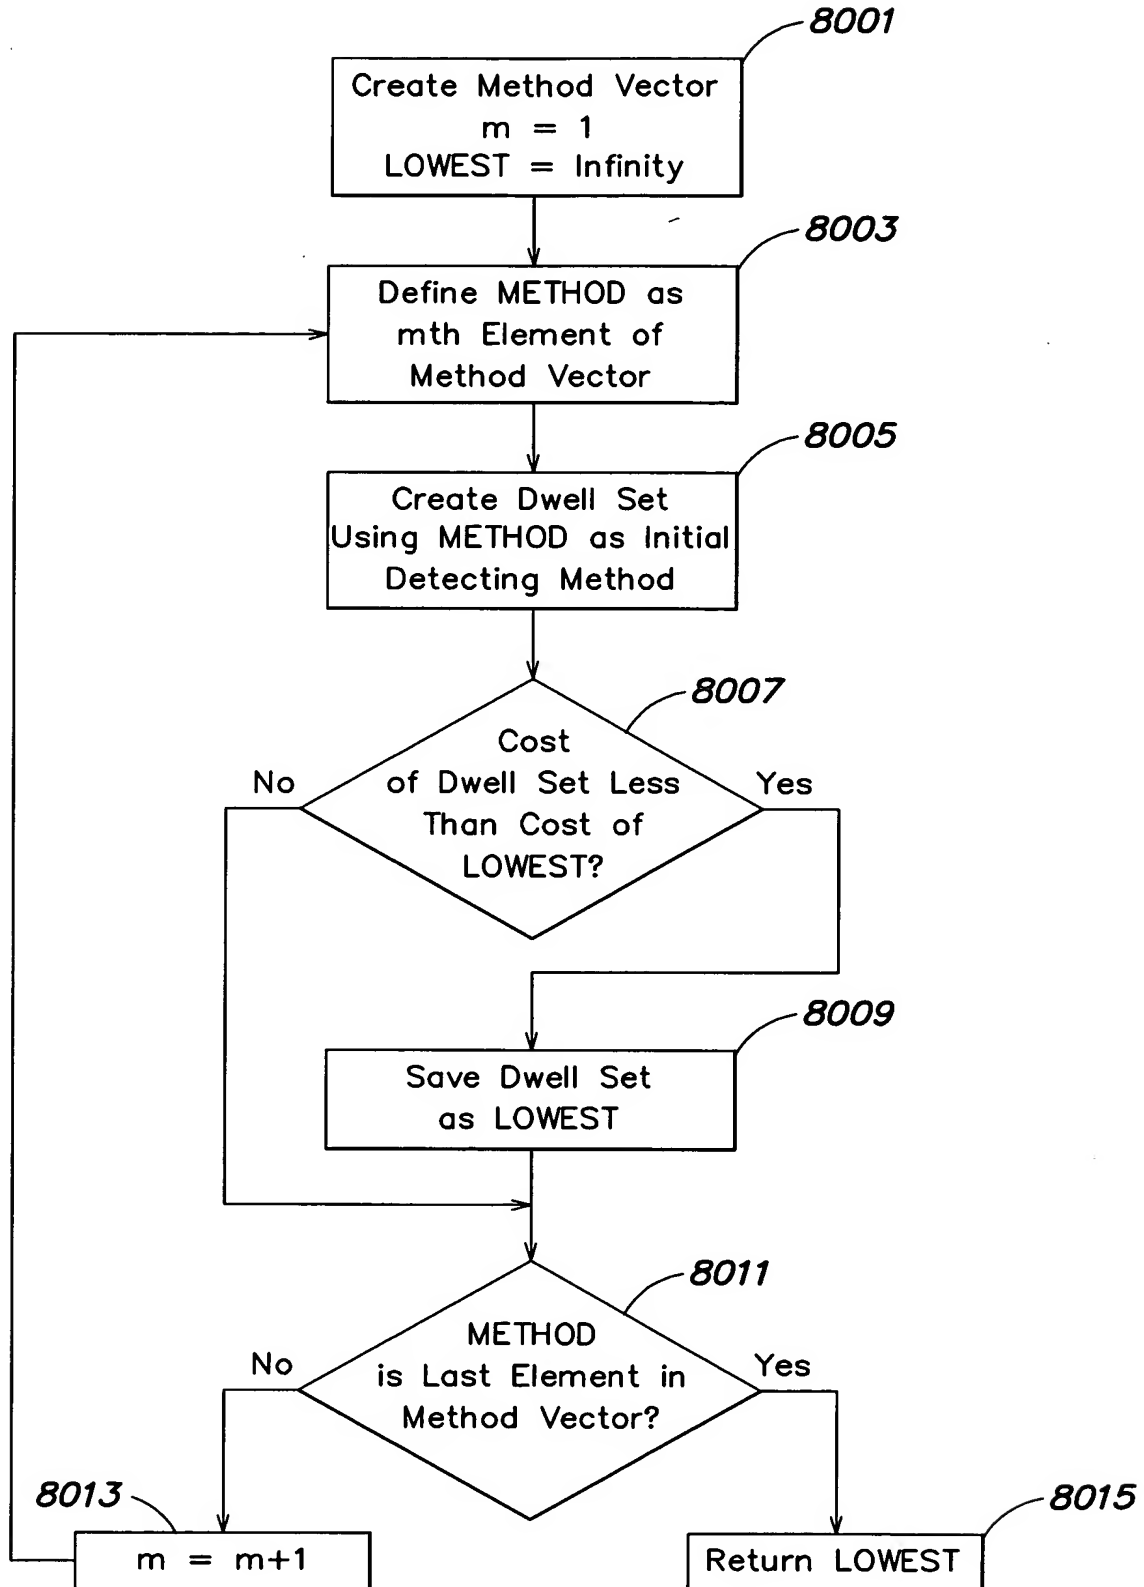 8001
Create Method Vector
m = 1
LOWEST = Infinity
8003
Define METHOD as
mth Element of
Method Vector
8005
Create Dwell Set
Using METHOD as Initial
Detecting Method
8007
Cost
of Dwell Set Less
Than Cost of
LOWEST?
No
Yes
8009
Save Dwell Set
as LOWEST
8011
METHOD
is Last Element in
Method Vector?
No
Yes
8013
m = m+1
8015
Return LOWEST